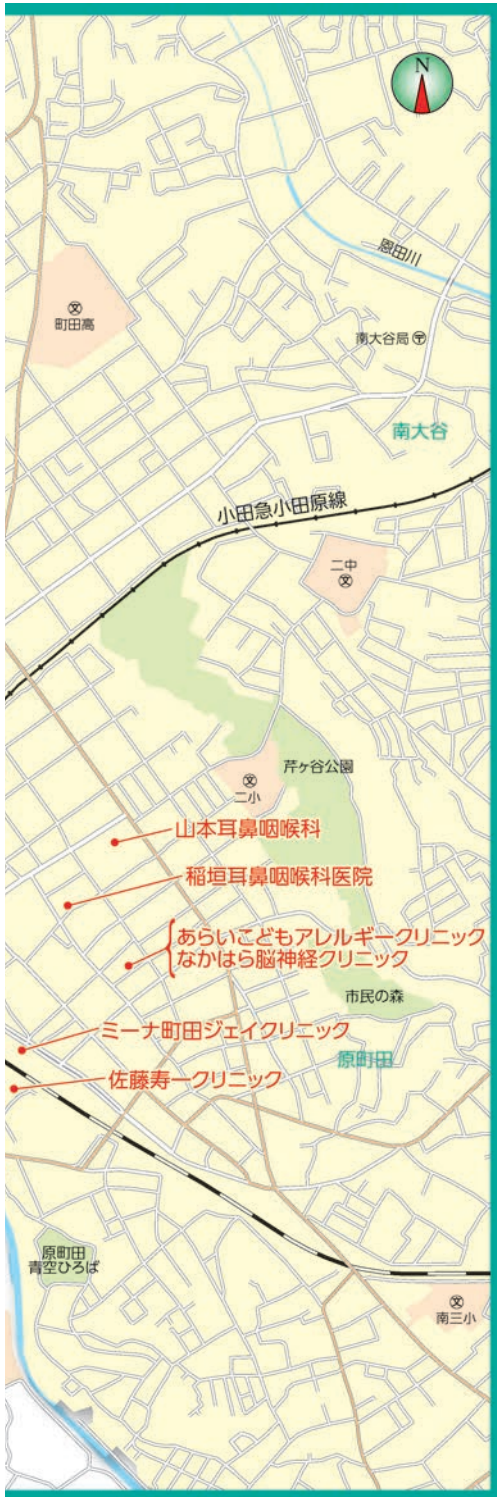 N
恩田川
町田高
南大谷局
南大谷
小田急小田原線
二中
芹ヶ谷公園
二小
山本耳鼻咽喉科
稲垣耳鼻咽喉科医院
あらいこどもアレルギークリニック
なかはら脳神経クリニック
市民の森
ミーナ町田ジェイクリニック
原町田
佐藤寿一クリニック
原町田
青空ひろば
南三小